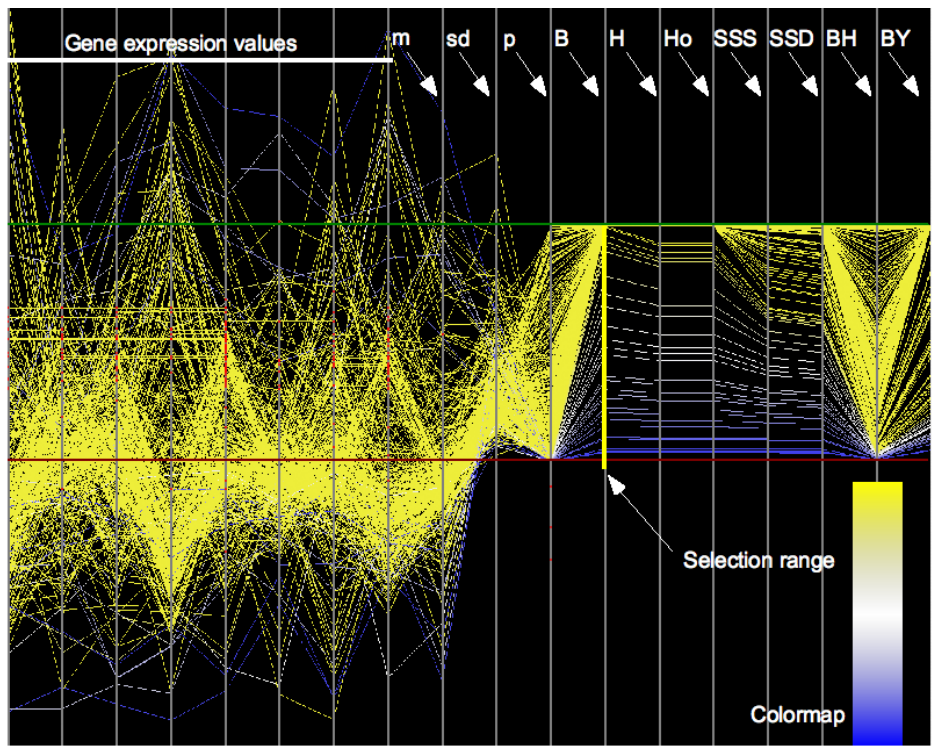 Gene expression values
m sd p B H Ho SSS SSD BH BY
Selection range
Colormap